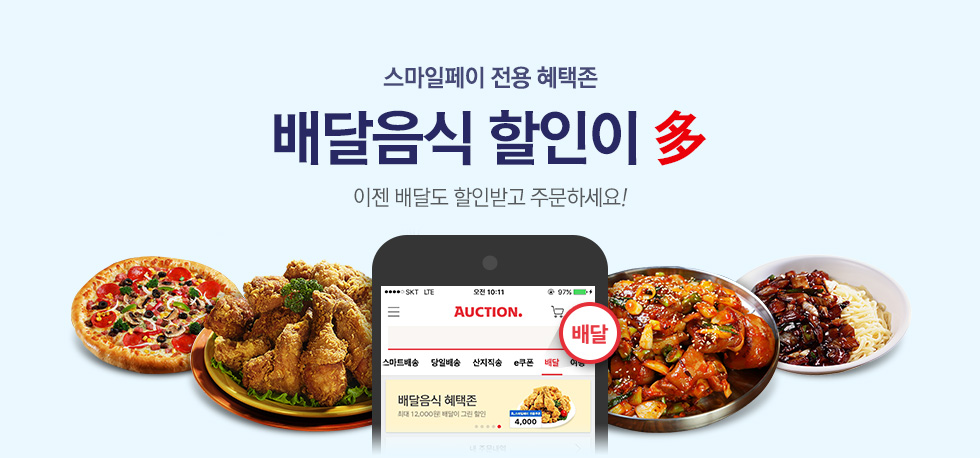 스마일페이 전용 혜택존
배달음식 할인이 多
이젠 배달도 할인받고 주문하세요!
SKT LTE 오전 10:11 97%
AUCTION.
배달
스마트배송 당일배송 산지직송 e쿠폰 배달
배달음식 혜택존
최대 12,000원! 배달이 그린 할인
4,000